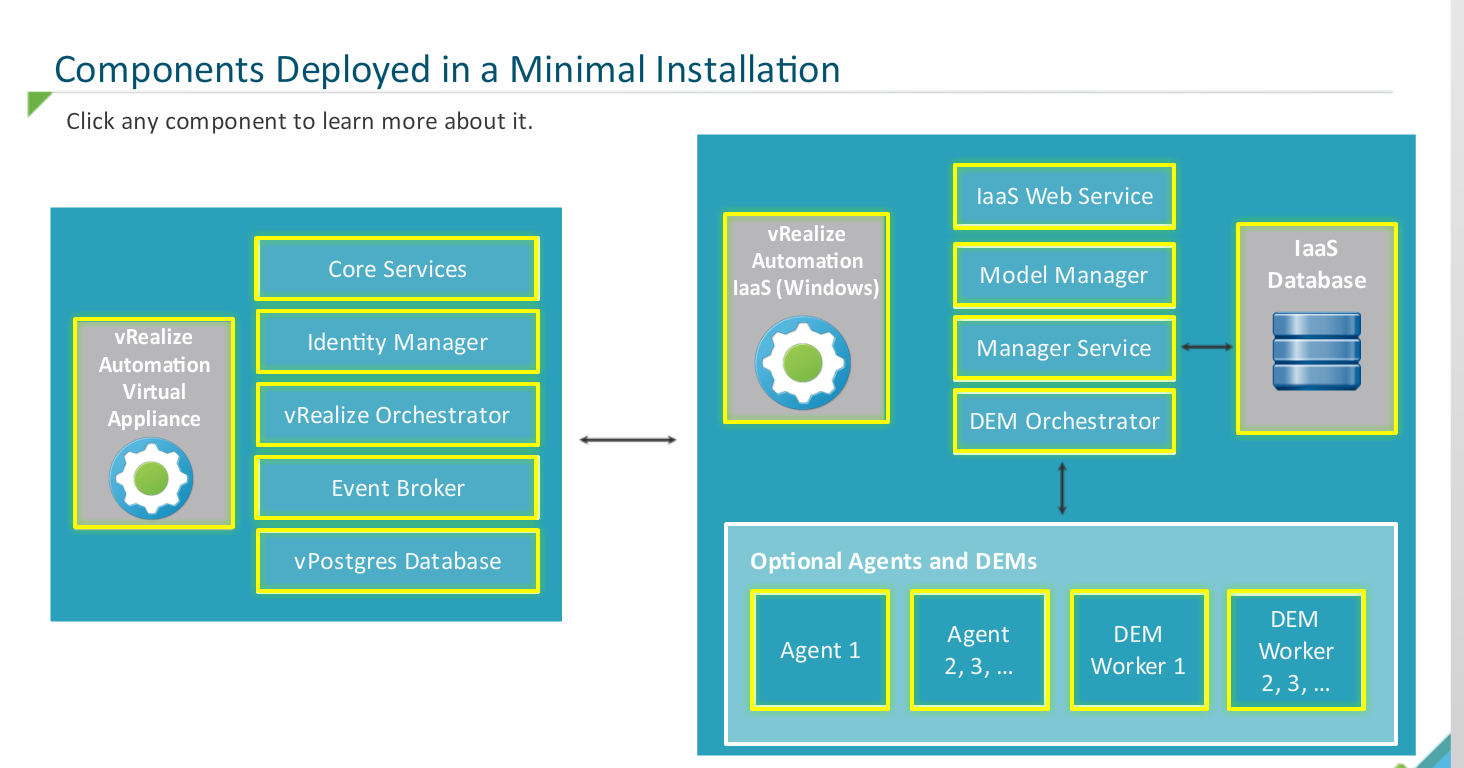 Components Deployed in a Minimal Installation
Click any component to learn more about it.
vRealize
Automation
Virtual
Appliance
Core Services
Identity Manager
vRealize Orchestrator
Event Broker
vPostgres Database
vRealize
Automation
IaaS (Windows)
IaaS Web Service
Model Manager
Manager Service
DEM Orchestrator
IaaS
Database
Optional Agents and DEMs
Agent 1
Agent
2, 3, ...
DEM
Worker 1
DEM
Worker
2, 3, ...